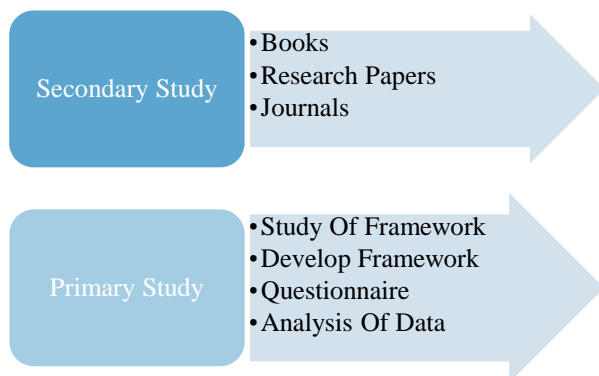 Secondary Study
•Books
•Research Papers
•Journals
Primary Study
•Study Of Framework
•Develop Framework
•Questionnaire
•Analysis Of Data